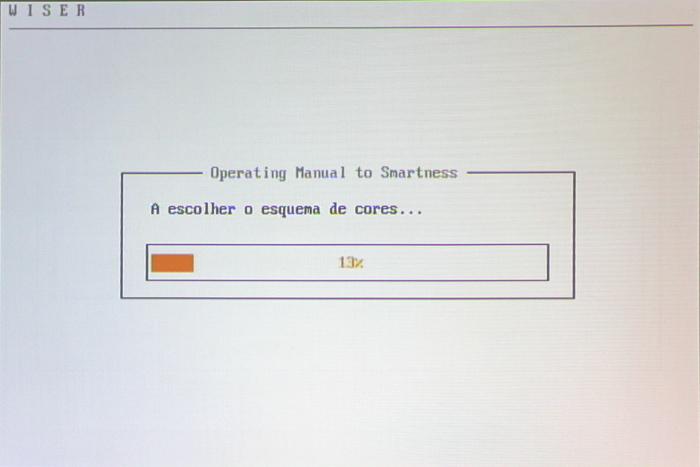 W I S E R
Operating Manual to Smartness
A escolher o esquema de cores...
13%